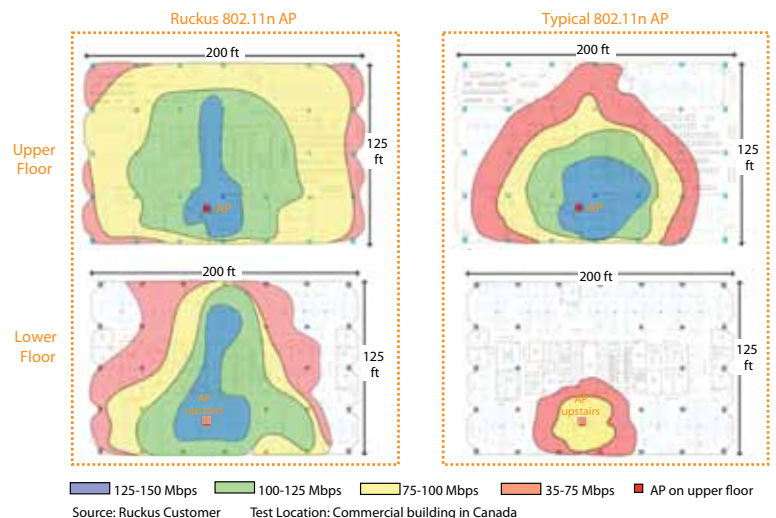 Ruckus 802.11n AP
Typical 802.11n AP
Upper
Floor
200 ft
125
ft
AP
200 ft
125
ft
AP
Lower
Floor
200 ft
125
ft
AP
upstairs
200 ft
125
ft
AP
upstairs
125-150 Mbps
100-125 Mbps
75-100 Mbps
35-75 Mbps
AP on upper floor
Source: Ruckus Customer
Test Location: Commercial building in Canada